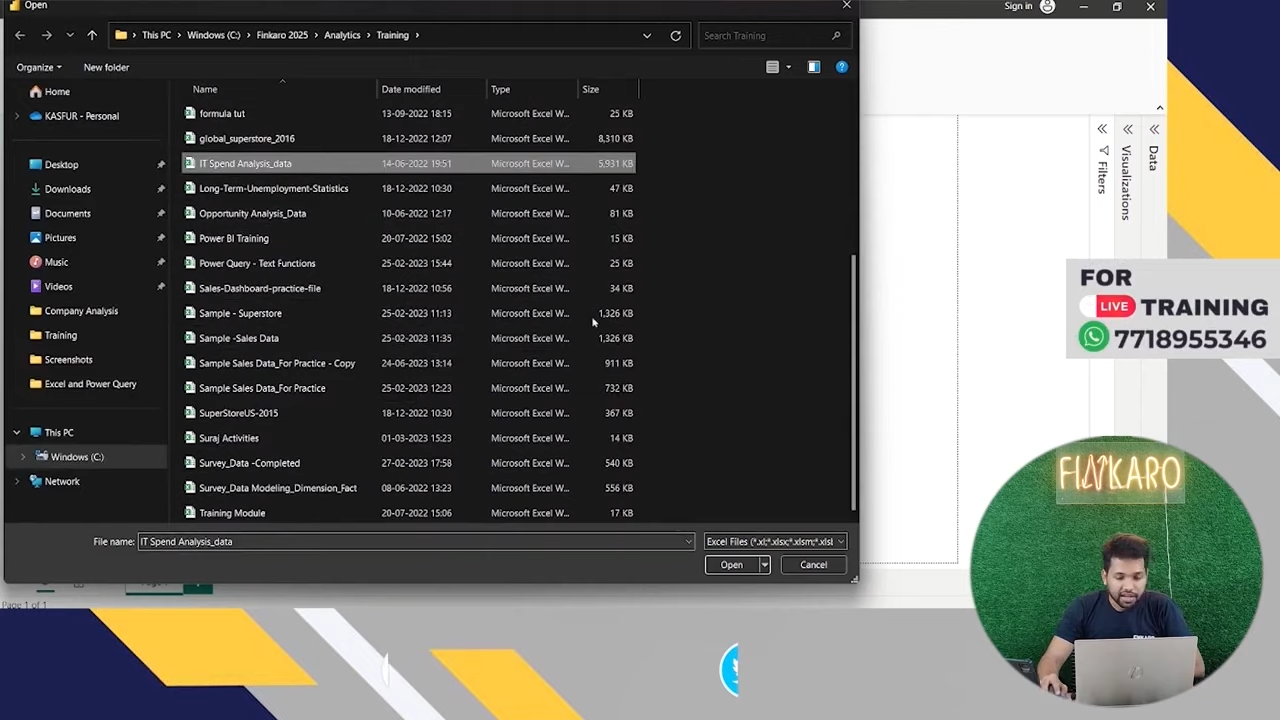 Open
Sign in
This PC
Windows (C:)
Finkaro 2025
Analytics
Training
Search Training
Organize
New folder
Name
Date modified
Type
Size
Home
KASFUR - Personal
Desktop
Downloads
Documents
Pictures
Music
Videos
Company Analysis
Training
Screenshots
Excel and Power Query
This PC
Windows (C:)
Network
formula tut 13-09-2022 18:15 Microsoft Excel W... 25 KB
global_superstore_2016 18-12-2022 12:07 Microsoft Excel W... 8,310 KB
IT Spend Analysis_data 14-06-2022 19:51 Microsoft Excel W... 5,931 KB
Long-Term-Unemployment-Statistics 18-12-2022 10:30 Microsoft Excel W... 47 KB
Opportunity Analysis_Data 10-06-2022 12:17 Microsoft Excel W... 81 KB
Power BI Training 20-07-2022 15:02 Microsoft Excel W... 15 KB
Power Query - Text Functions 25-02-2023 15:44 Microsoft Excel W... 25 KB
Sales-Dashboard-practice-file 18-12-2022 10:56 Microsoft Excel W... 34 KB
Sample - Superstore 25-02-2023 11:13 Microsoft Excel W... 1,326 KB
Sample -Sales Data 25-02-2023 11:35 Microsoft Excel W... 1,326 KB
Sample Sales Data_For Practice - Copy 24-06-2023 13:14 Microsoft Excel W... 911 KB
Sample Sales Data_For Practice 25-02-2023 12:23 Microsoft Excel W... 732 KB
SuperStoreUS-2015 18-12-2022 10:30 Microsoft Excel W... 367 KB
Suraj Activities 01-03-2023 15:23 Microsoft Excel W... 14 KB
Survey_Data -Completed 27-02-2023 17:58 Microsoft Excel W... 540 KB
Survey_Data Modeling_Dimension_Fact 08-06-2022 13:23 Microsoft Excel W... 556 KB
Training Module 20-07-2022 15:06 Microsoft Excel W... 17 KB
File name: IT Spend Analysis_data
Excel Files (*.xl;*.xlsx;*.xlsm;*.xlsl
Open
Cancel
Page 1 of 1
Filters
Visualizations
Data
FOR
LIVE TRAINING
7718955346
FINKARO